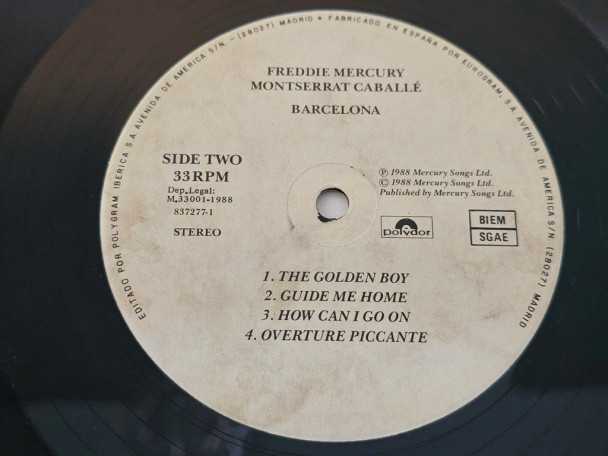 EDITADO POR POLYGRAM IBERICA S.A. AVENIDA DE AMERICA S/N. - (28027) MADRID * FABRICADO EN ESPAÑA POR EUROGRAM, S.A. AVENIDA DE AMERICA S/N. (28027) MADRID
FREDDIE MERCURY
MONTSERRAT CABALLÉ
BARCELONA
SIDE TWO
33 RPM
Dep. Legal:
M.33001-1988
837277-1
STEREO
Ⓟ 1988 Mercury Songs Ltd.
© 1988 Mercury Songs Ltd.
Published by Mercury Songs Ltd.
polydor
BIEM
SGAE
1. THE GOLDEN BOY
2. GUIDE ME HOME
3. HOW CAN I GO ON
4. OVERTURE PICCANTE